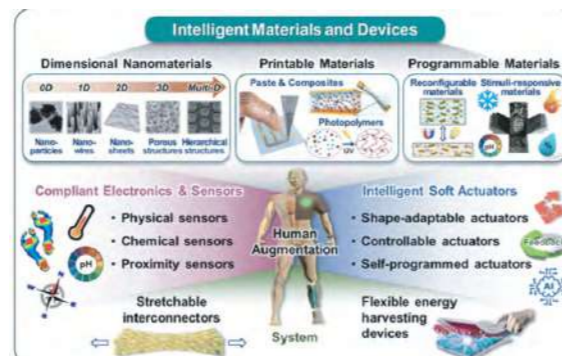 Intelligent Materials and Devices
Dimensional Nanomaterials
0D 1D 2D 3D Multi-D
Nano-
particies
Nano-
wires
Nano-
sheets
Porous
structures
Hierarchical
structures
Printable Materials
Paste & Composites
Photopolymers
UV
Programmable Materials
Reconfigurable
materials
Stimuli-responsive
materials
pH
Compliant Electronics & Sensors
• Physical sensors
• Chemical sensors
• Proximity sensors
pH
Human
Augmentation
Intelligent Soft Actuators
• Shape-adaptable actuators
• Controllable actuators
• Self-programmed actuators
Feedback
AI
Stretchable
interconnectors
System
Flexible energy
harvesting
devices